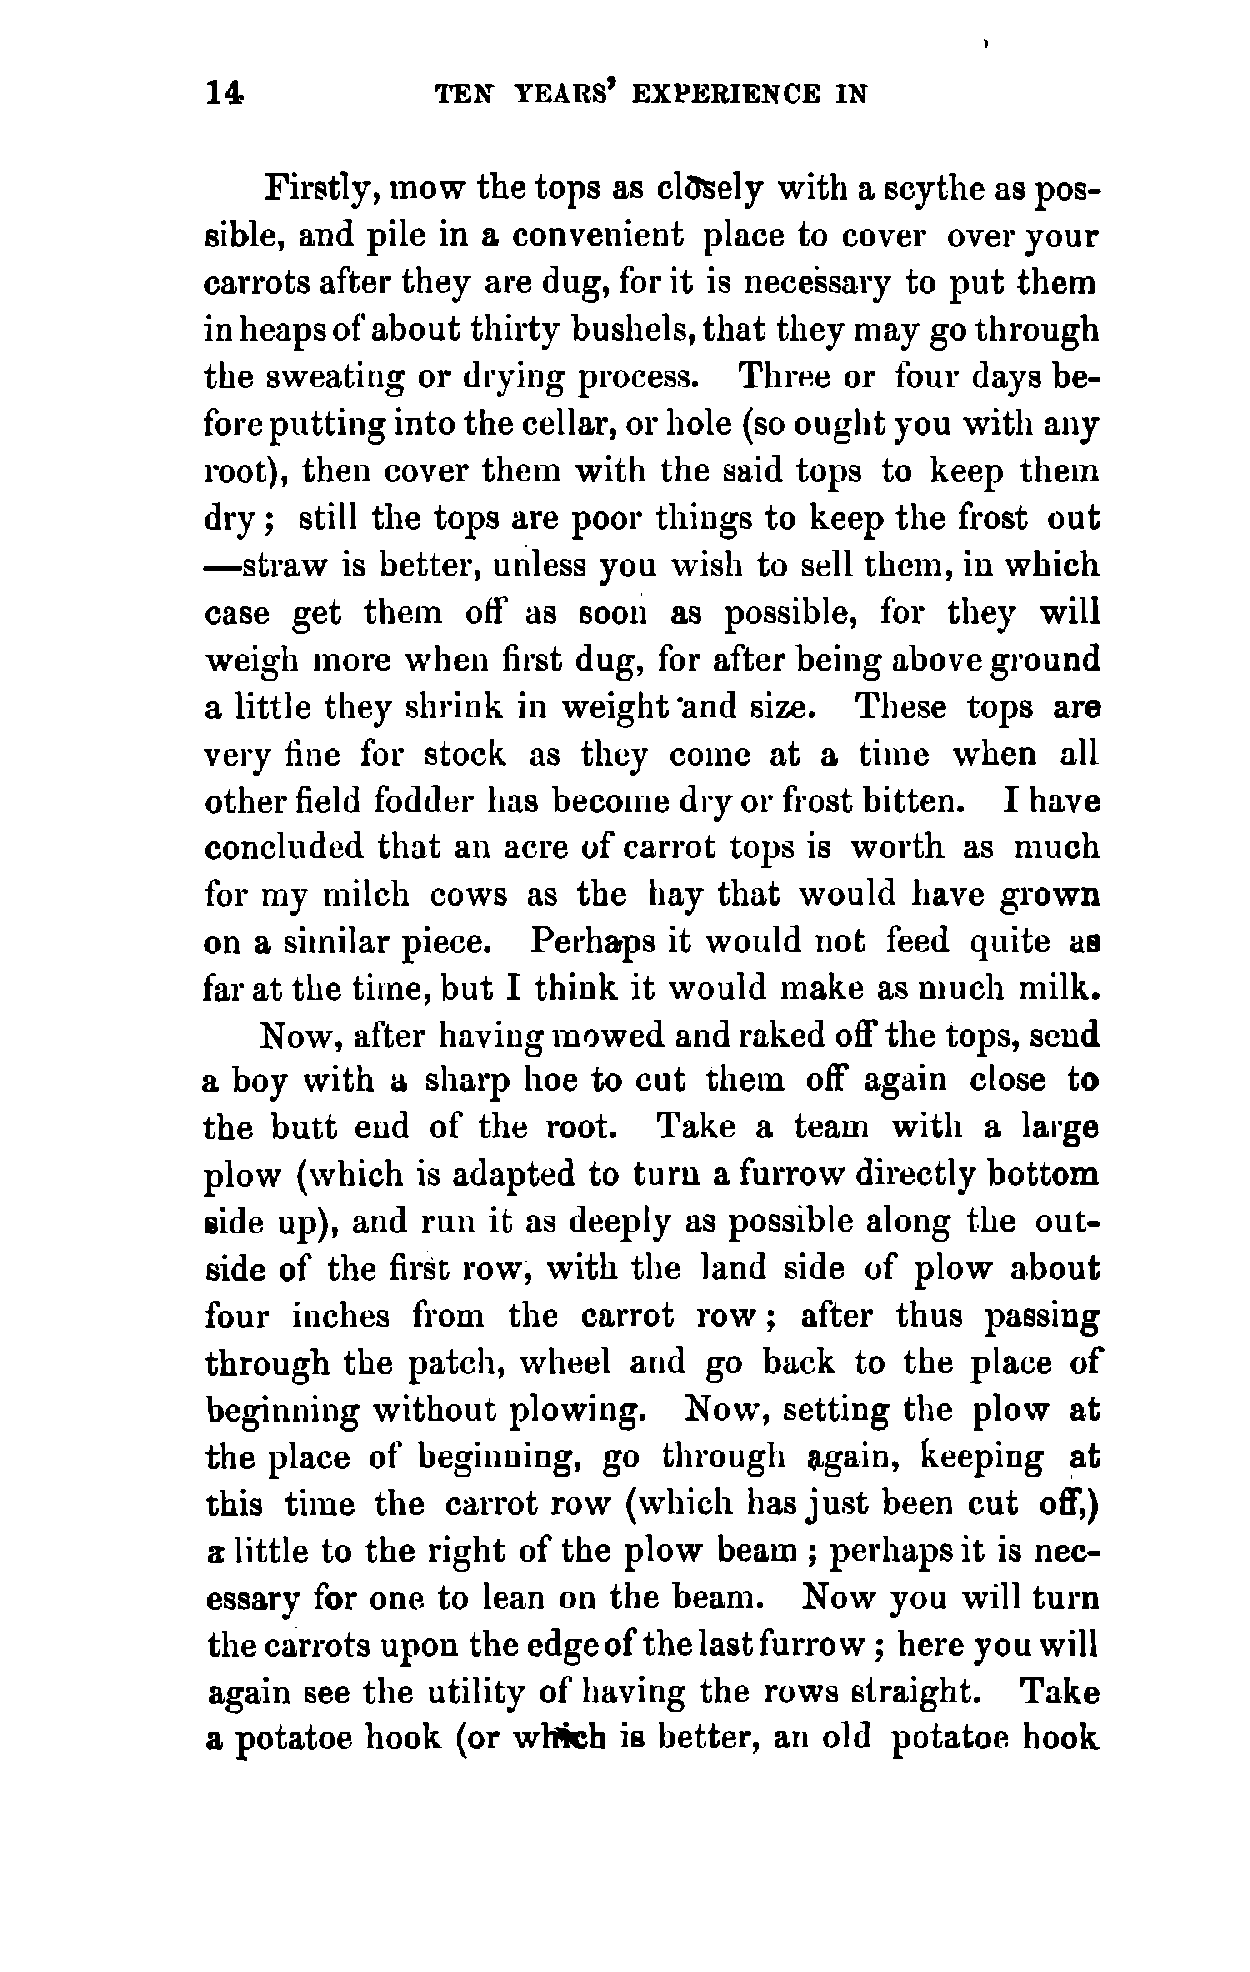 14 TEN YEARS' EXPERIENCE IN
Firstly, mow the tops as closely with a scythe as pos-
sible, and pile in a convenient place to cover over your
carrots after they are dug, for it is necessary to put them
in heaps of about thirty bushels, that they may go through
the sweating or drying process. Three or four days be-
fore putting into the cellar, or hole (so ought you with any
root), then cover them with the said tops to keep them
dry; still the tops are poor things to keep the frost out
—straw is better, unless you wish to sell them, in which
case get them off as soon as possible, for they will
weigh more when first dug, for after being above ground
a little they shrink in weight and size. These tops are
very fine for stock as they come at a time when all
other field fodder has become dry or frost bitten. I have
concluded that an acre of carrot tops is worth as much
for my milch cows as the hay that would have grown
on a similar piece. Perhaps it would not feed quite as
far at the time, but I think it would make as much milk.
Now, after having mowed and raked off the tops, send
a boy with a sharp hoe to cut them off again close to
the butt end of the root. Take a team with a large
plow (which is adapted to turn a furrow directly bottom
side up), and run it as deeply as possible along the out-
side of the first row, with the land side of plow about
four inches from the carrot row; after thus passing
through the patch, wheel and go back to the place of
beginning without plowing. Now, setting the plow at
the place of beginning, go through again, keeping at
this time the carrot row (which has just been cut off,)
a little to the right of the plow beam; perhaps it is nec-
essary for one to lean on the beam. Now you will turn
the carrots upon the edge of the last furrow; here you will
again see the utility of having the rows straight. Take
a potatoe hook (or which is better, an old potatoe hook